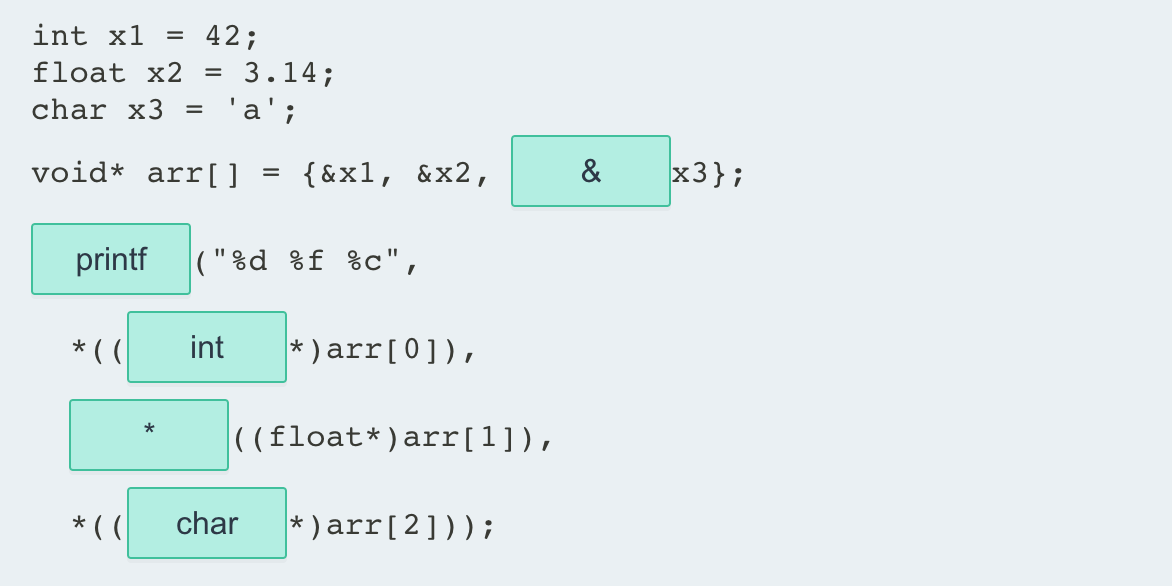 int x1 = 42;
float x2 = 3.14;
char x3 = 'a';
void* arr[] = {&x1, &x2, & x3};
printf ("%d %f %c",
*(( int *)arr[0]),
* ((float*)arr[1]),
*(( char *)arr[2]));